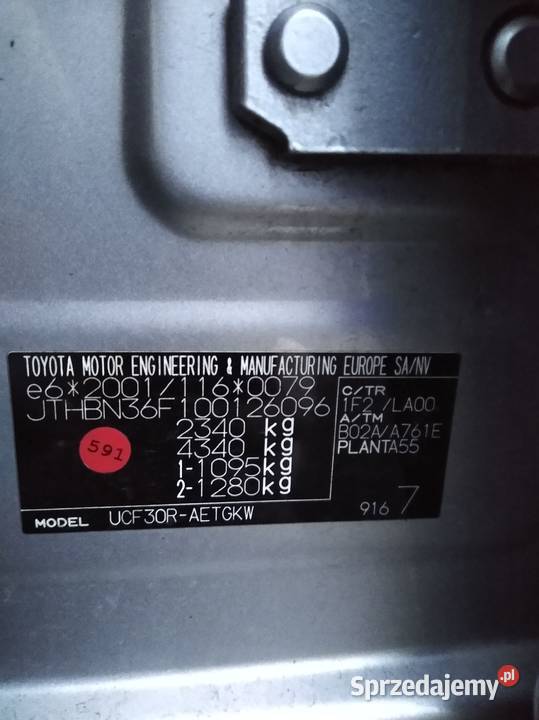 TOYOTA MOTOR ENGINEERING & MANUFACTURING EUROPE SA/NV
e6*2001/116*0079
JTHBN36F100126096
2340 kg
4340 kg
1-1095kg
2-1280kg
591
C/TR
1F2 /LA00
A/TM
B02A/A761E
PLANTA55
MODEL UCF30R-AETGKW
916 7
Sprzedajemy.pl